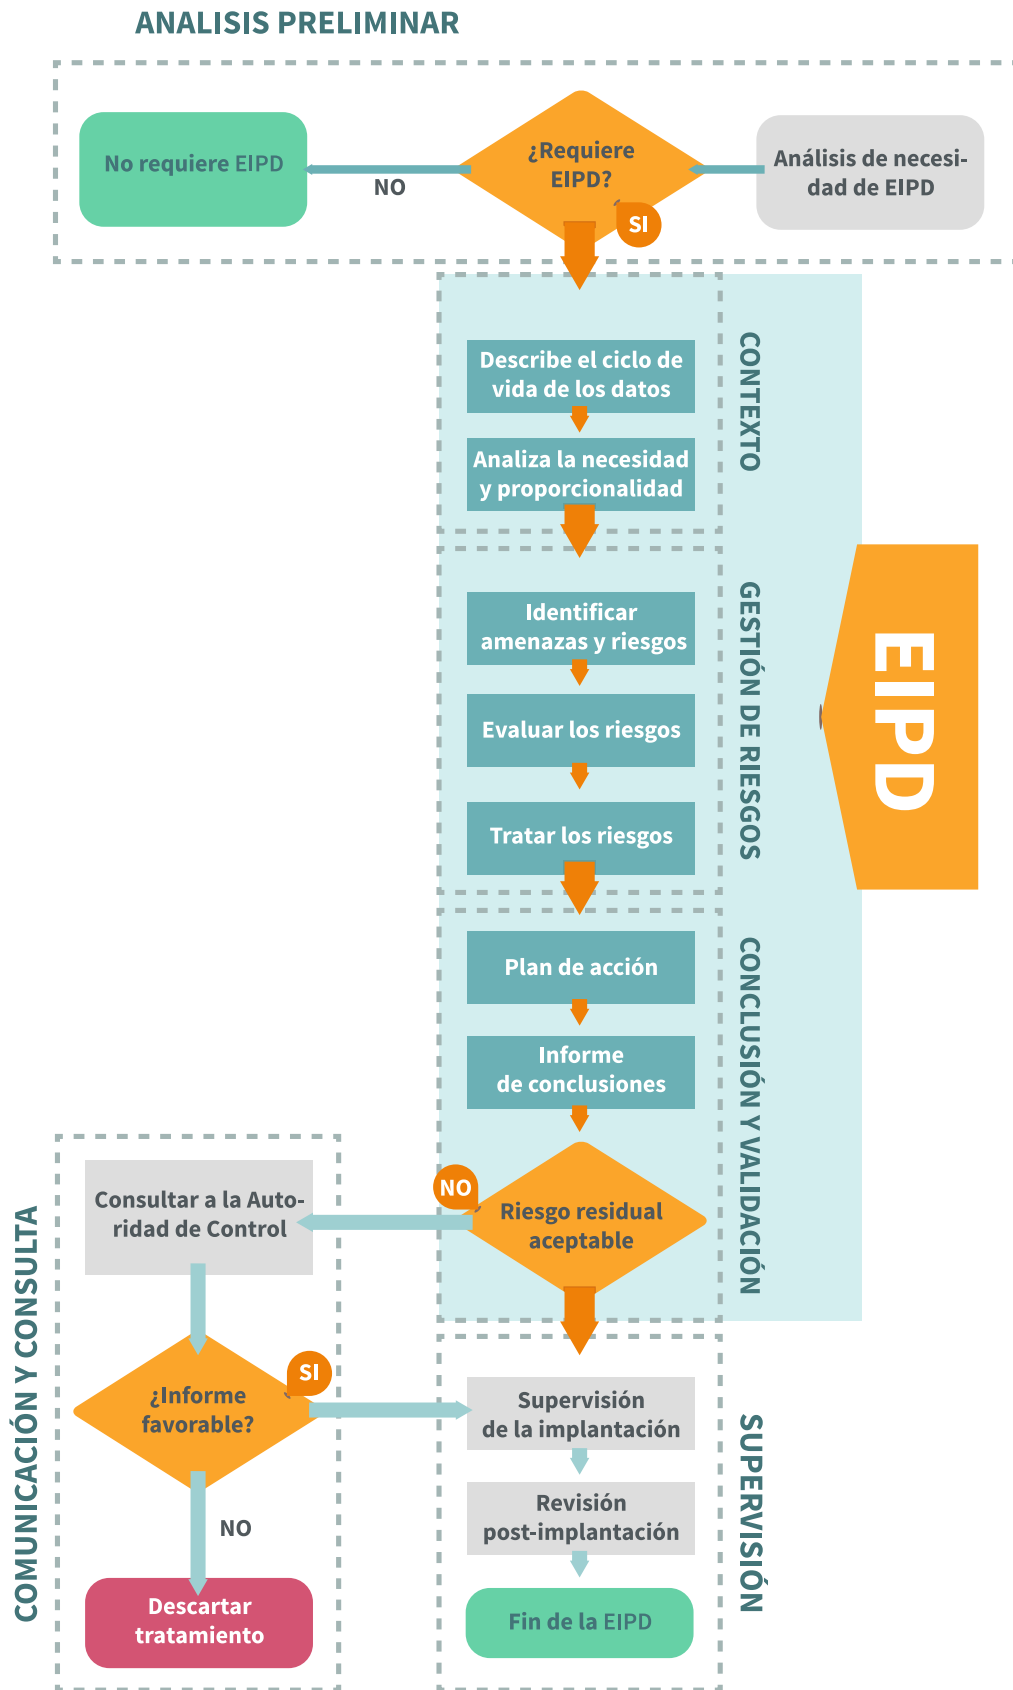 ANALISIS PRELIMINAR
No requiere EIPD
NO
¿Requiere
EIPD?
SI
Análisis de necesi-
dad de EIPD
CONTEXTO
Describe el ciclo de
vida de los datos
Analiza la necesidad
y proporcionalidad
GESTIÓN DE RIESGOS
Identificar
amenazas y riesgos
Evaluar los riesgos
Tratar los riesgos
EIPD
CONCLUSIÓN Y VALIDACIÓN
Plan de acción
Informe
de conclusiones
Riesgo residual
aceptable
NO
COMUNICACIÓN Y CONSULTA
Consultar a la Auto-
ridad de Control
¿Informe
favorable?
SI
NO
Descartar
tratamiento
SUPERVISIÓN
Supervisión
de la implantación
Revisión
post-implantación
Fin de la EIPD